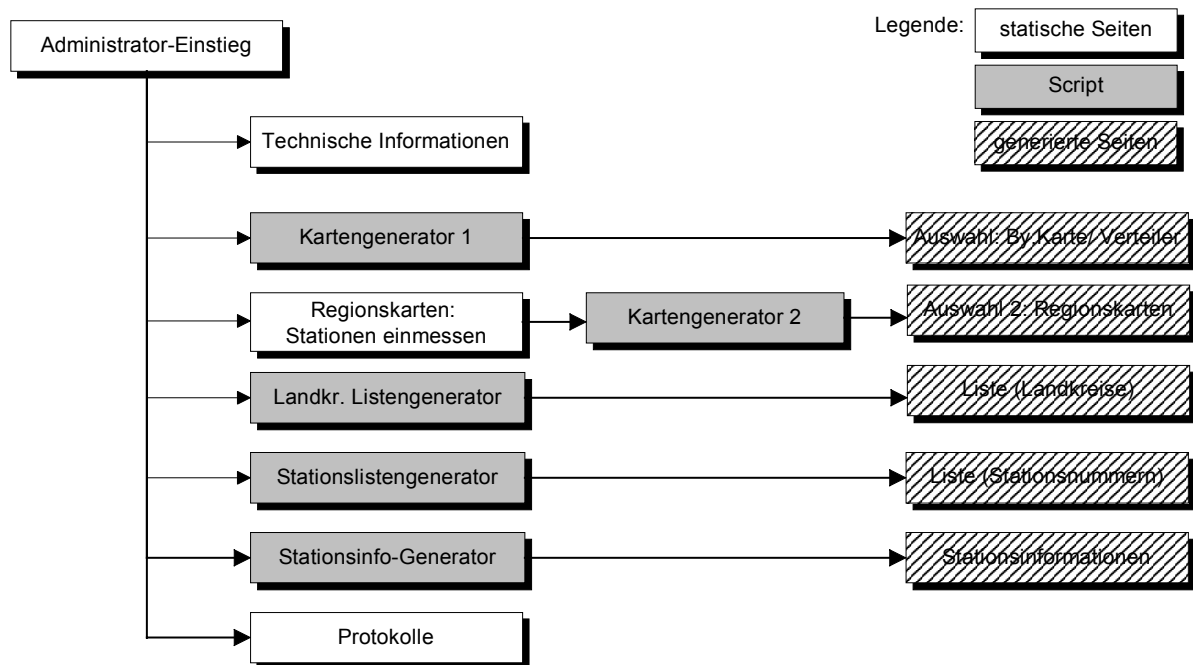 Administrator-Einstieg
Legende:
statische Seiten
Script
generierte Seiten
Technische Informationen
Kartengenerator 1
Auswahl: By.Karte/ Verteiler
Regionskarten:
Stationen einmessen
Kartengenerator 2
Auswahl 2: Regionskarten
Landkr. Listengenerator
Liste (Landkreise)
Stationslistengenerator
Liste (Stationsnummern)
Stationsinfo-Generator
Stationsinformationen
Protokolle